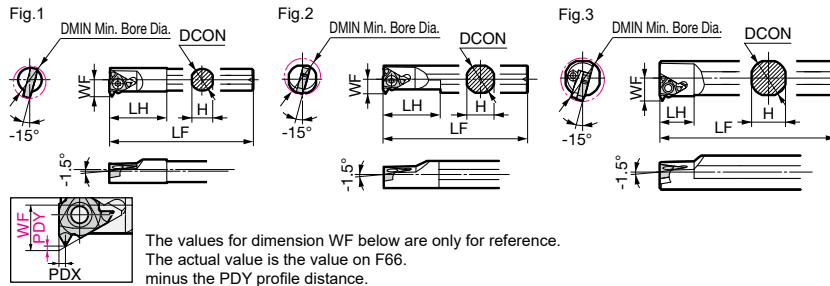 Fig.1
DMIN Min. Bore Dia.
DCON
WF
-15°
LH
H
LF
-1.5°
Fig.2
DMIN Min. Bore Dia.
DCON
WF
-15°
LH
H
LF
-1.5°
Fig.3
DMIN Min. Bore Dia.
DCON
WF
-15°
LH
H
LF
-1.5°
WF
PDY
PDX
The values for dimension WF below are only for reference.
The actual value is the value on F66.
minus the PDY profile distance.